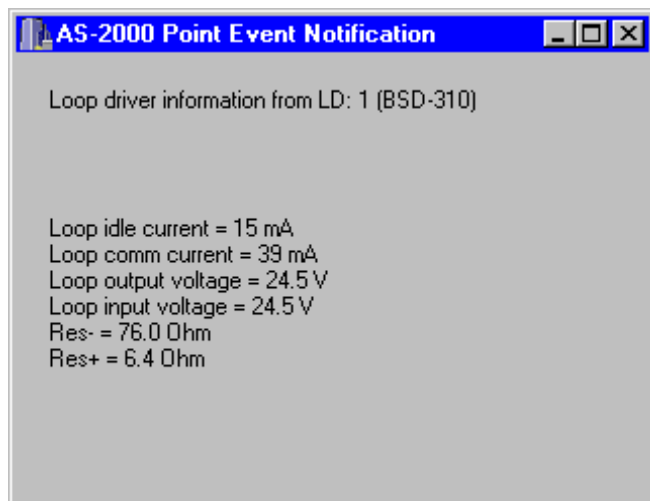 AS-2000 Point Event Notification
Loop driver information from LD: 1 (BSD-310)
Loop idle current = 15 mA
Loop comm current = 39 mA
Loop output voltage = 24.5 V
Loop input voltage = 24.5 V
Res- = 76.0 Ohm
Res+ = 6.4 Ohm